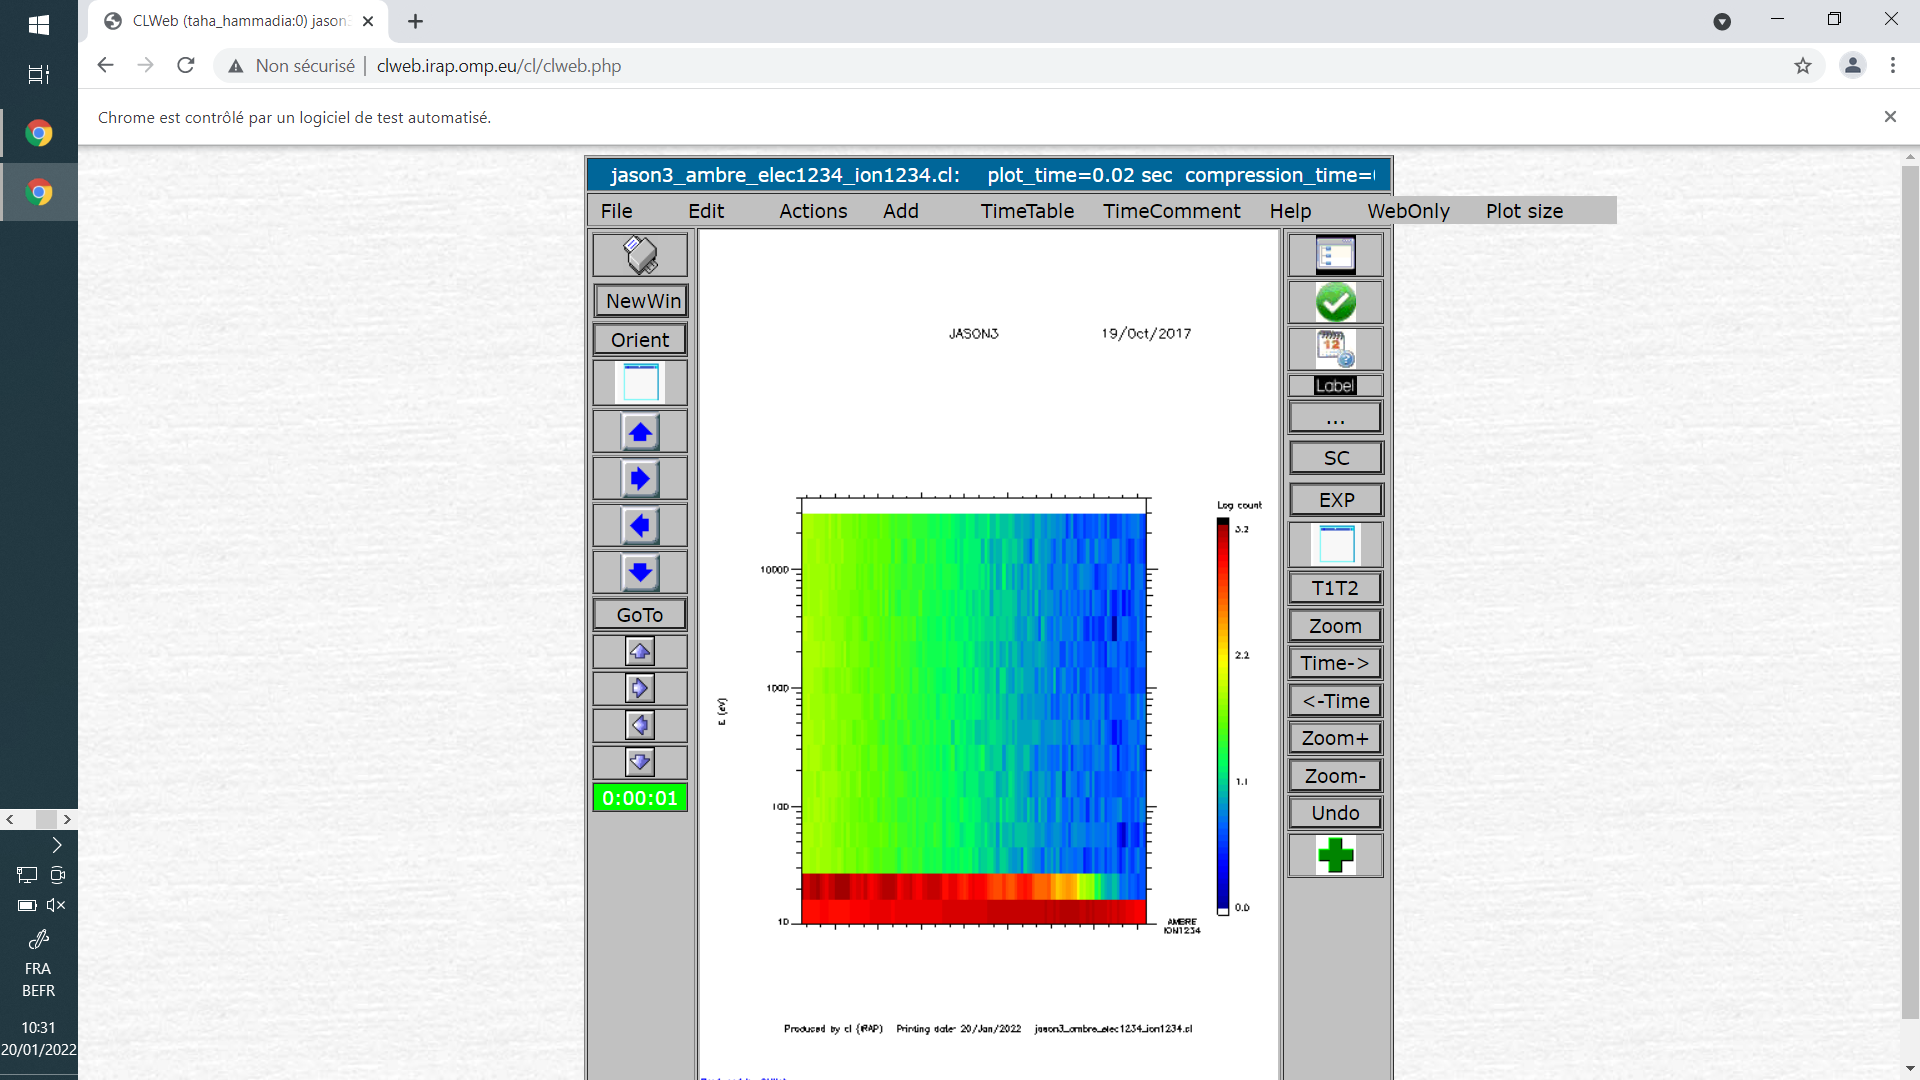 CLWeb (taha_hammadia:0) jason3
Non sécurisé | clweb.irap.omp.eu/cl/clweb.php
Chrome est contrôlé par un logiciel de test automatisé.
jason3_ambre_elec1234_ion1234.cl: plot_time=0.02 sec compression_time=
File Edit Actions Add TimeTable TimeComment Help WebOnly Plot size
NewWin
Orient
GoTo
0:00:01
JASON3 19/Oct/2017
Log count
3.2
2.2
1.1
0.0
10000
1000
100
10
E (eV)
AMBRE
ION1234
Produced by cl (IRAP) Printing date: 20/Jan/2022 jason3_ambre_elec1234_ion1234.cl
12
Label
...
SC
EXP
T1T2
Zoom
Time->
<-Time
Zoom+
Zoom-
Undo
FRA
BEFR
10:31
20/01/2022